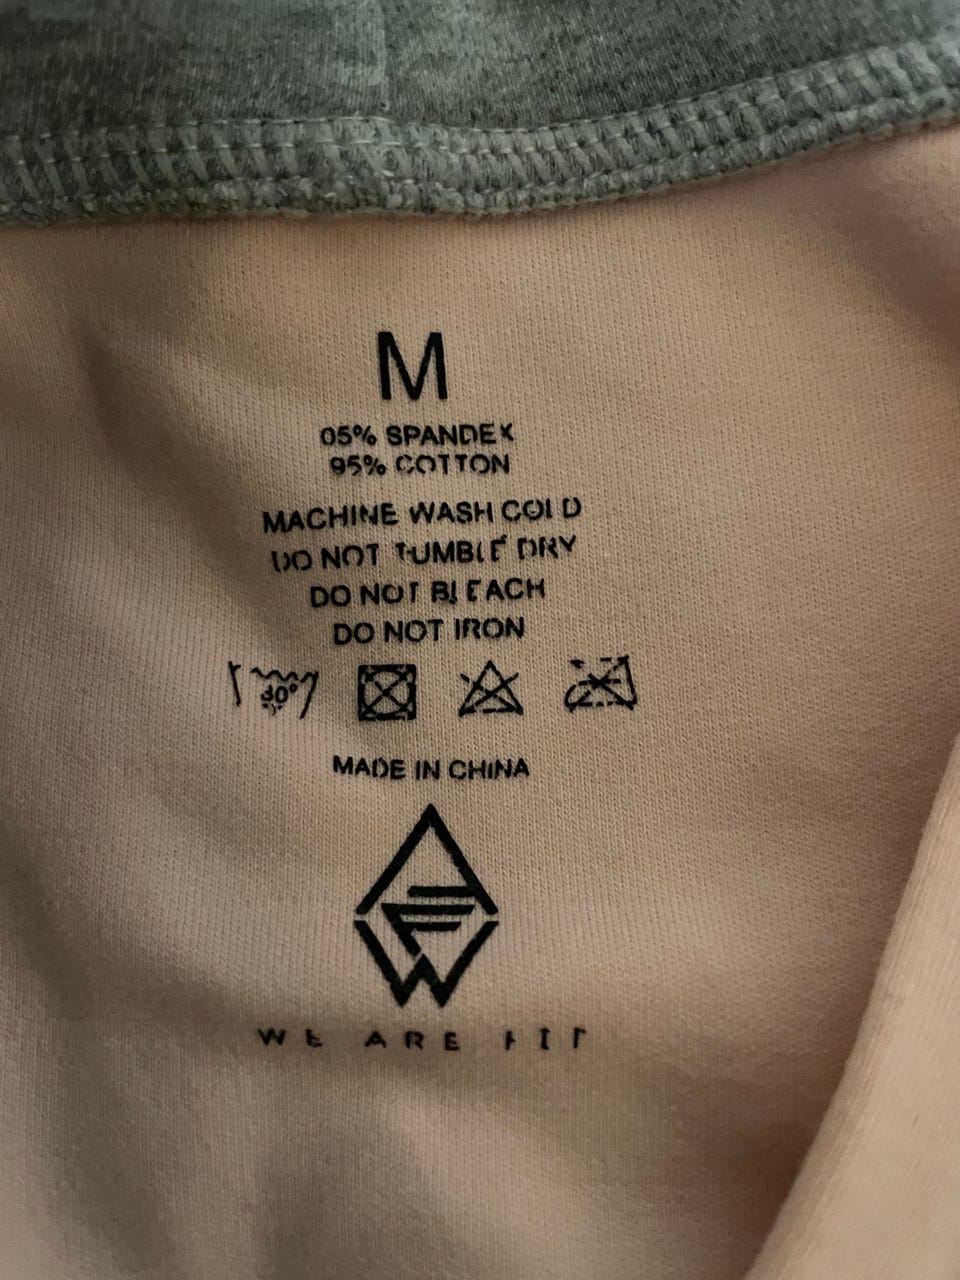 M
05% SPANDEX
95% COTTON
MACHINE WASH COLD
DO NOT TUMBLE DRY
DO NOT BLEACH
DO NOT IRON
30°
MADE IN CHINA
WE ARE FIT